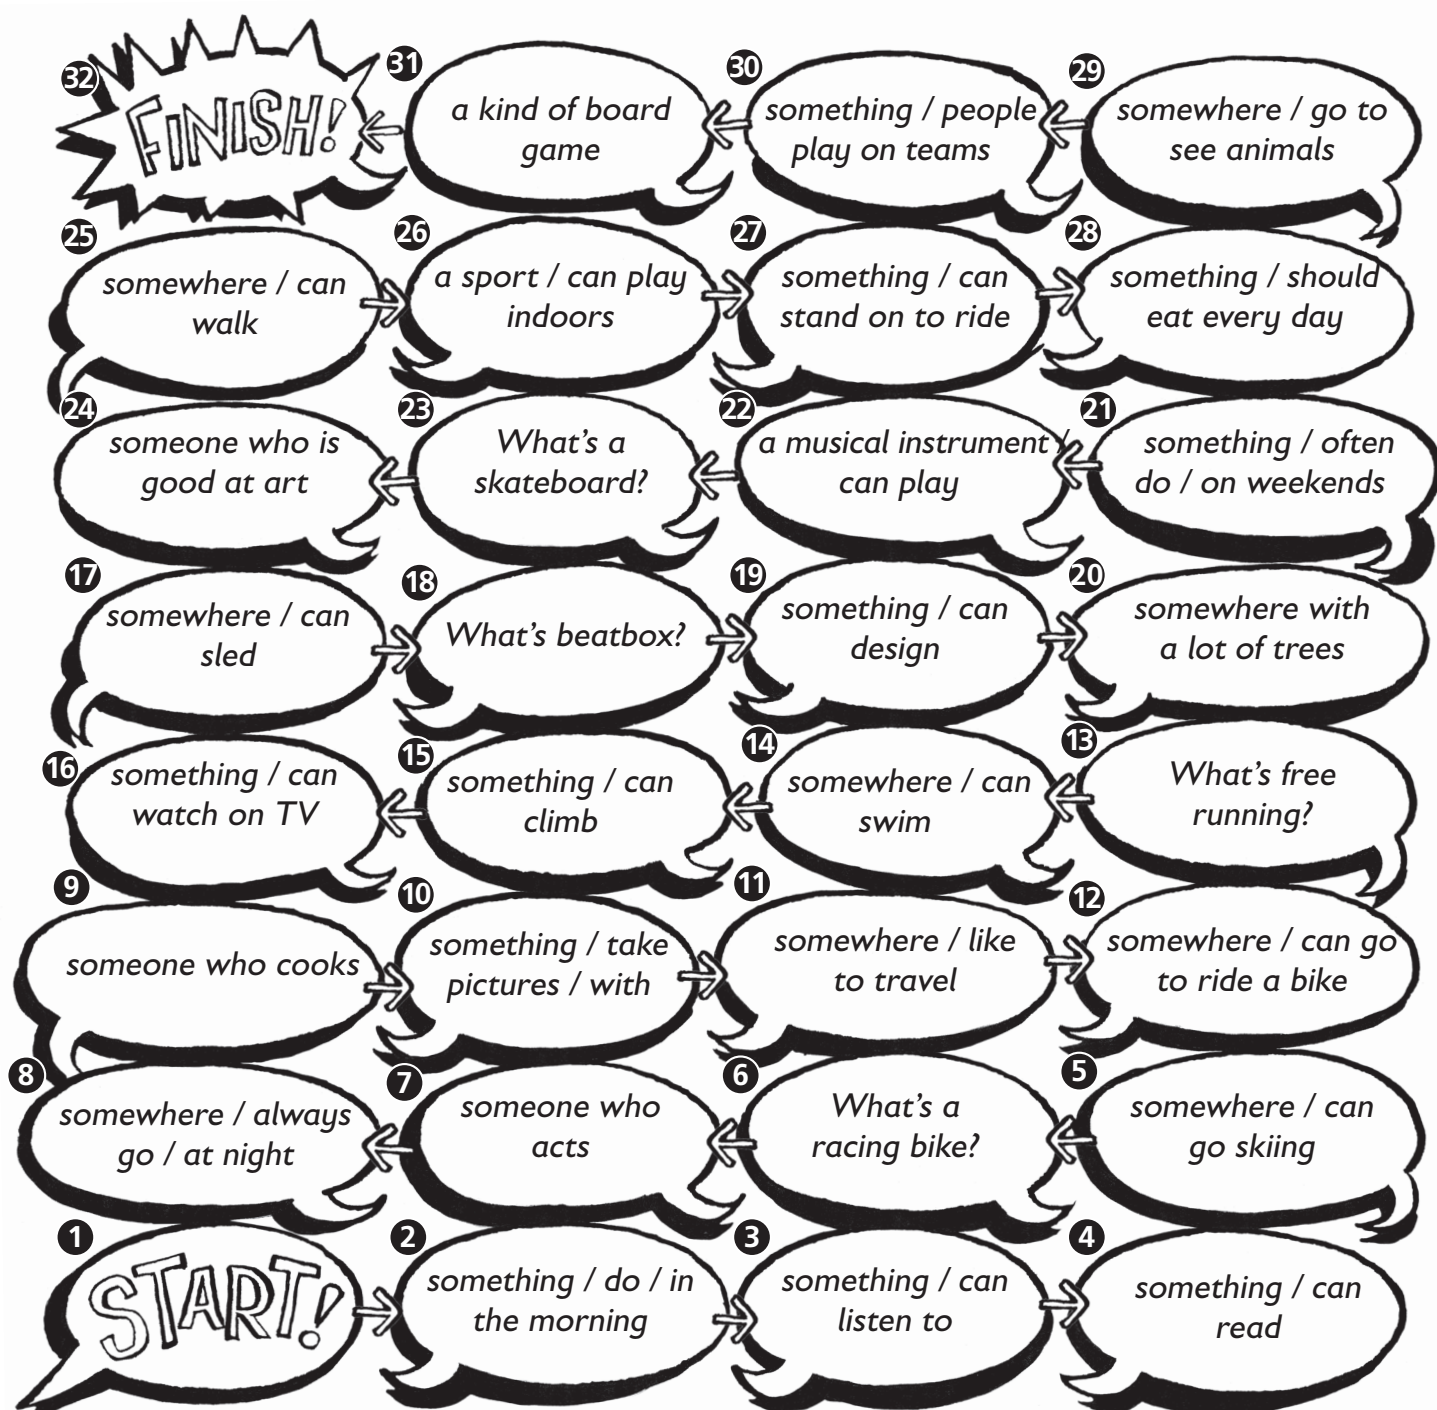 32
FINISH!
31
a kind of board
game
30
something / people
play on teams
29
somewhere / go to
see animals
25
somewhere / can
walk
26
a sport / can play
indoors
27
something / can
stand on to ride
28
something / should
eat every day
24
someone who is
good at art
23
What's a
skateboard?
22
a musical instrument /
can play
21
something / often
do / on weekends
17
somewhere / can
sled
18
What's beatbox?
19
something / can
design
20
somewhere with
a lot of trees
16
something / can
watch on TV
15
something / can
climb
14
somewhere / can
swim
13
What's free
running?
9
someone who cooks
10
something / take
pictures / with
11
somewhere / like
to travel
12
somewhere / can go
to ride a bike
8
somewhere / always
go / at night
7
someone who
acts
6
What's a
racing bike?
5
somewhere / can
go skiing
1
START!
2
something / do / in
the morning
3
something / can
listen to
4
something / can
read